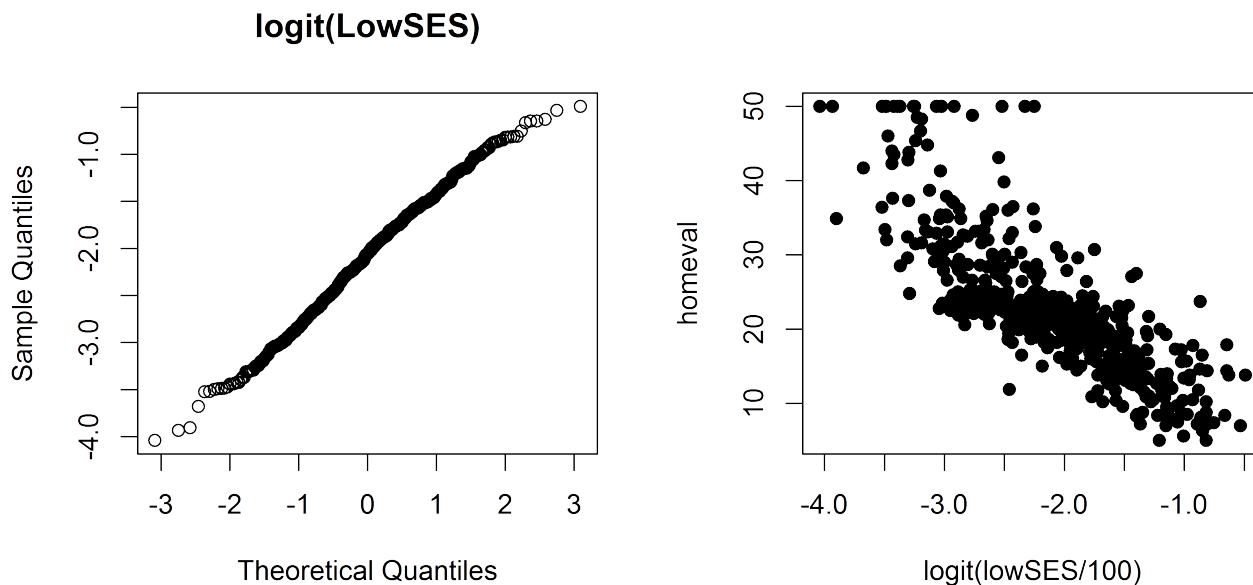 logit(LowSES)
Sample Quantiles
-1.0
-2.0
-3.0
-4.0
-3 -2 -1 0 1 2 3
Theoretical Quantiles
homeval
50
40
30
20
10
-4.0 -3.0 -2.0 -1.0
logit(lowSES/100)